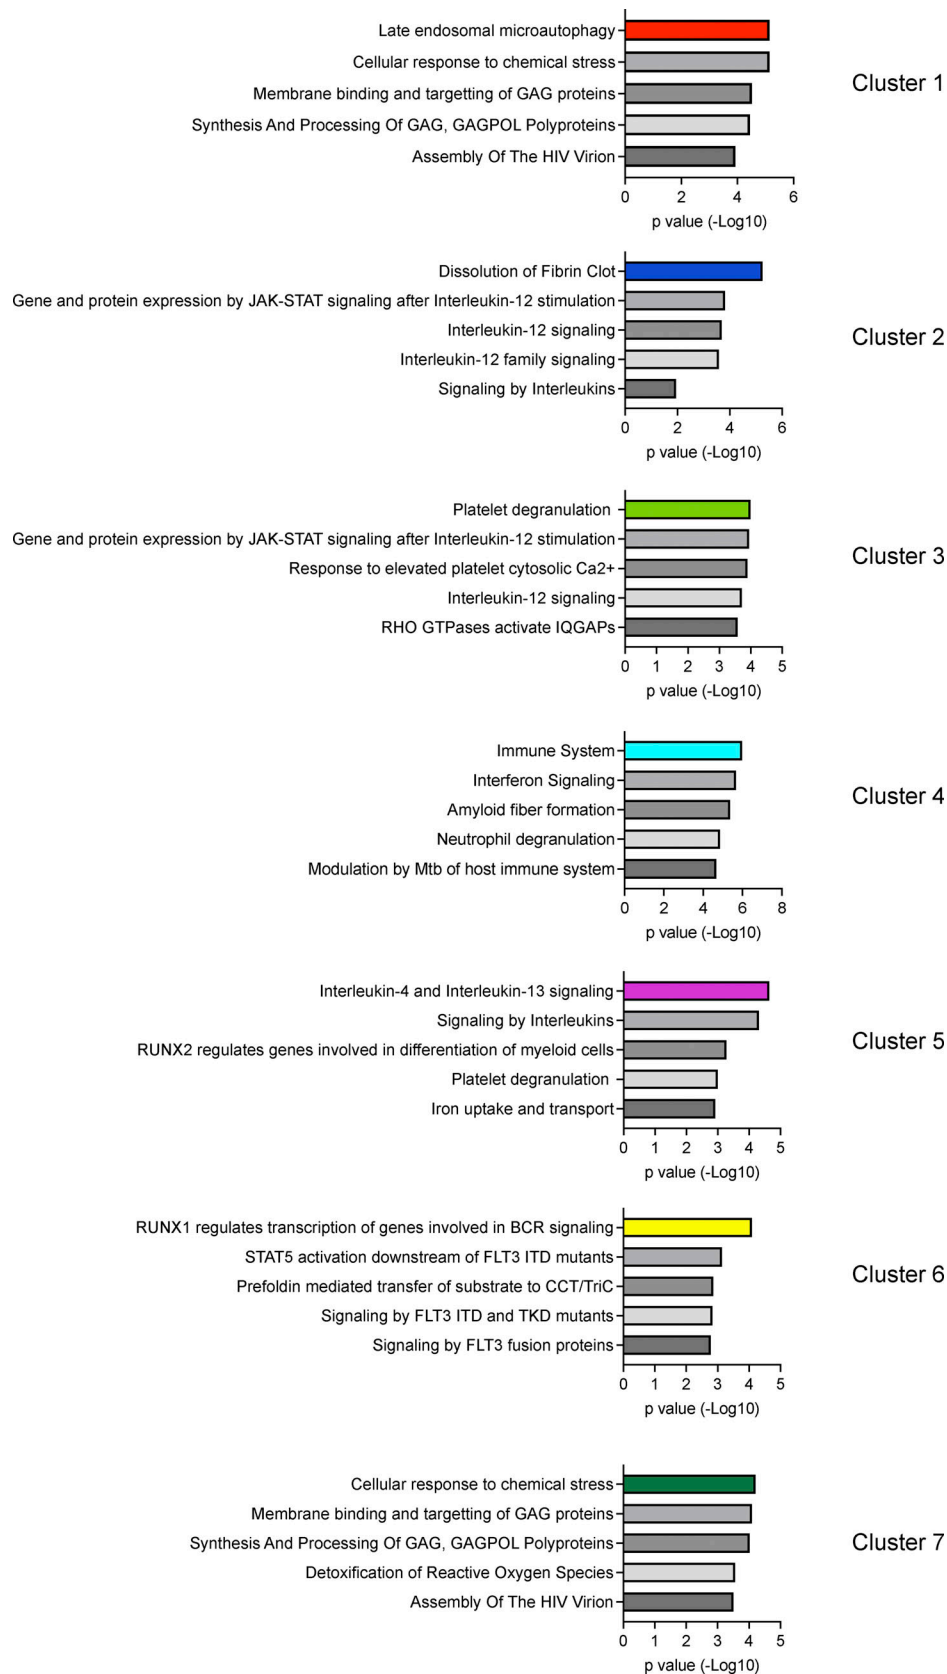 Late endosomal microautophagy
Cellular response to chemical stress
Membrane binding and targetting of GAG proteins
Synthesis And Processing Of GAG, GAGPOL Polyproteins
Assembly Of The HIV Virion
0 2 4 6
p value (-Log10)
Cluster 1
Dissolution of Fibrin Clot
Gene and protein expression by JAK-STAT signaling after Interleukin-12 stimulation
Interleukin-12 signaling
Interleukin-12 family signaling
Signaling by Interleukins
0 2 4 6
p value (-Log10)
Cluster 2
Platelet degranulation
Gene and protein expression by JAK-STAT signaling after Interleukin-12 stimulation
Response to elevated platelet cytosolic Ca2+
Interleukin-12 signaling
RHO GTPases activate IQGAPs
0 1 2 3 4 5
p value (-Log10)
Cluster 3
Immune System
Interferon Signaling
Amyloid fiber formation
Neutrophil degranulation
Modulation by Mtb of host immune system
0 2 4 6 8
p value (-Log10)
Cluster 4
Interleukin-4 and Interleukin-13 signaling
Signaling by Interleukins
RUNX2 regulates genes involved in differentiation of myeloid cells
Platelet degranulation
Iron uptake and transport
0 1 2 3 4 5
p value (-Log10)
Cluster 5
RUNX1 regulates transcription of genes involved in BCR signaling
STAT5 activation downstream of FLT3 ITD mutants
Prefoldin mediated transfer of substrate to CCT/TriC
Signaling by FLT3 ITD and TKD mutants
Signaling by FLT3 fusion proteins
0 1 2 3 4 5
p value (-Log10)
Cluster 6
Cellular response to chemical stress
Membrane binding and targetting of GAG proteins
Synthesis And Processing Of GAG, GAGPOL Polyproteins
Detoxification of Reactive Oxygen Species
Assembly Of The HIV Virion
0 1 2 3 4 5
p value (-Log10)
Cluster 7